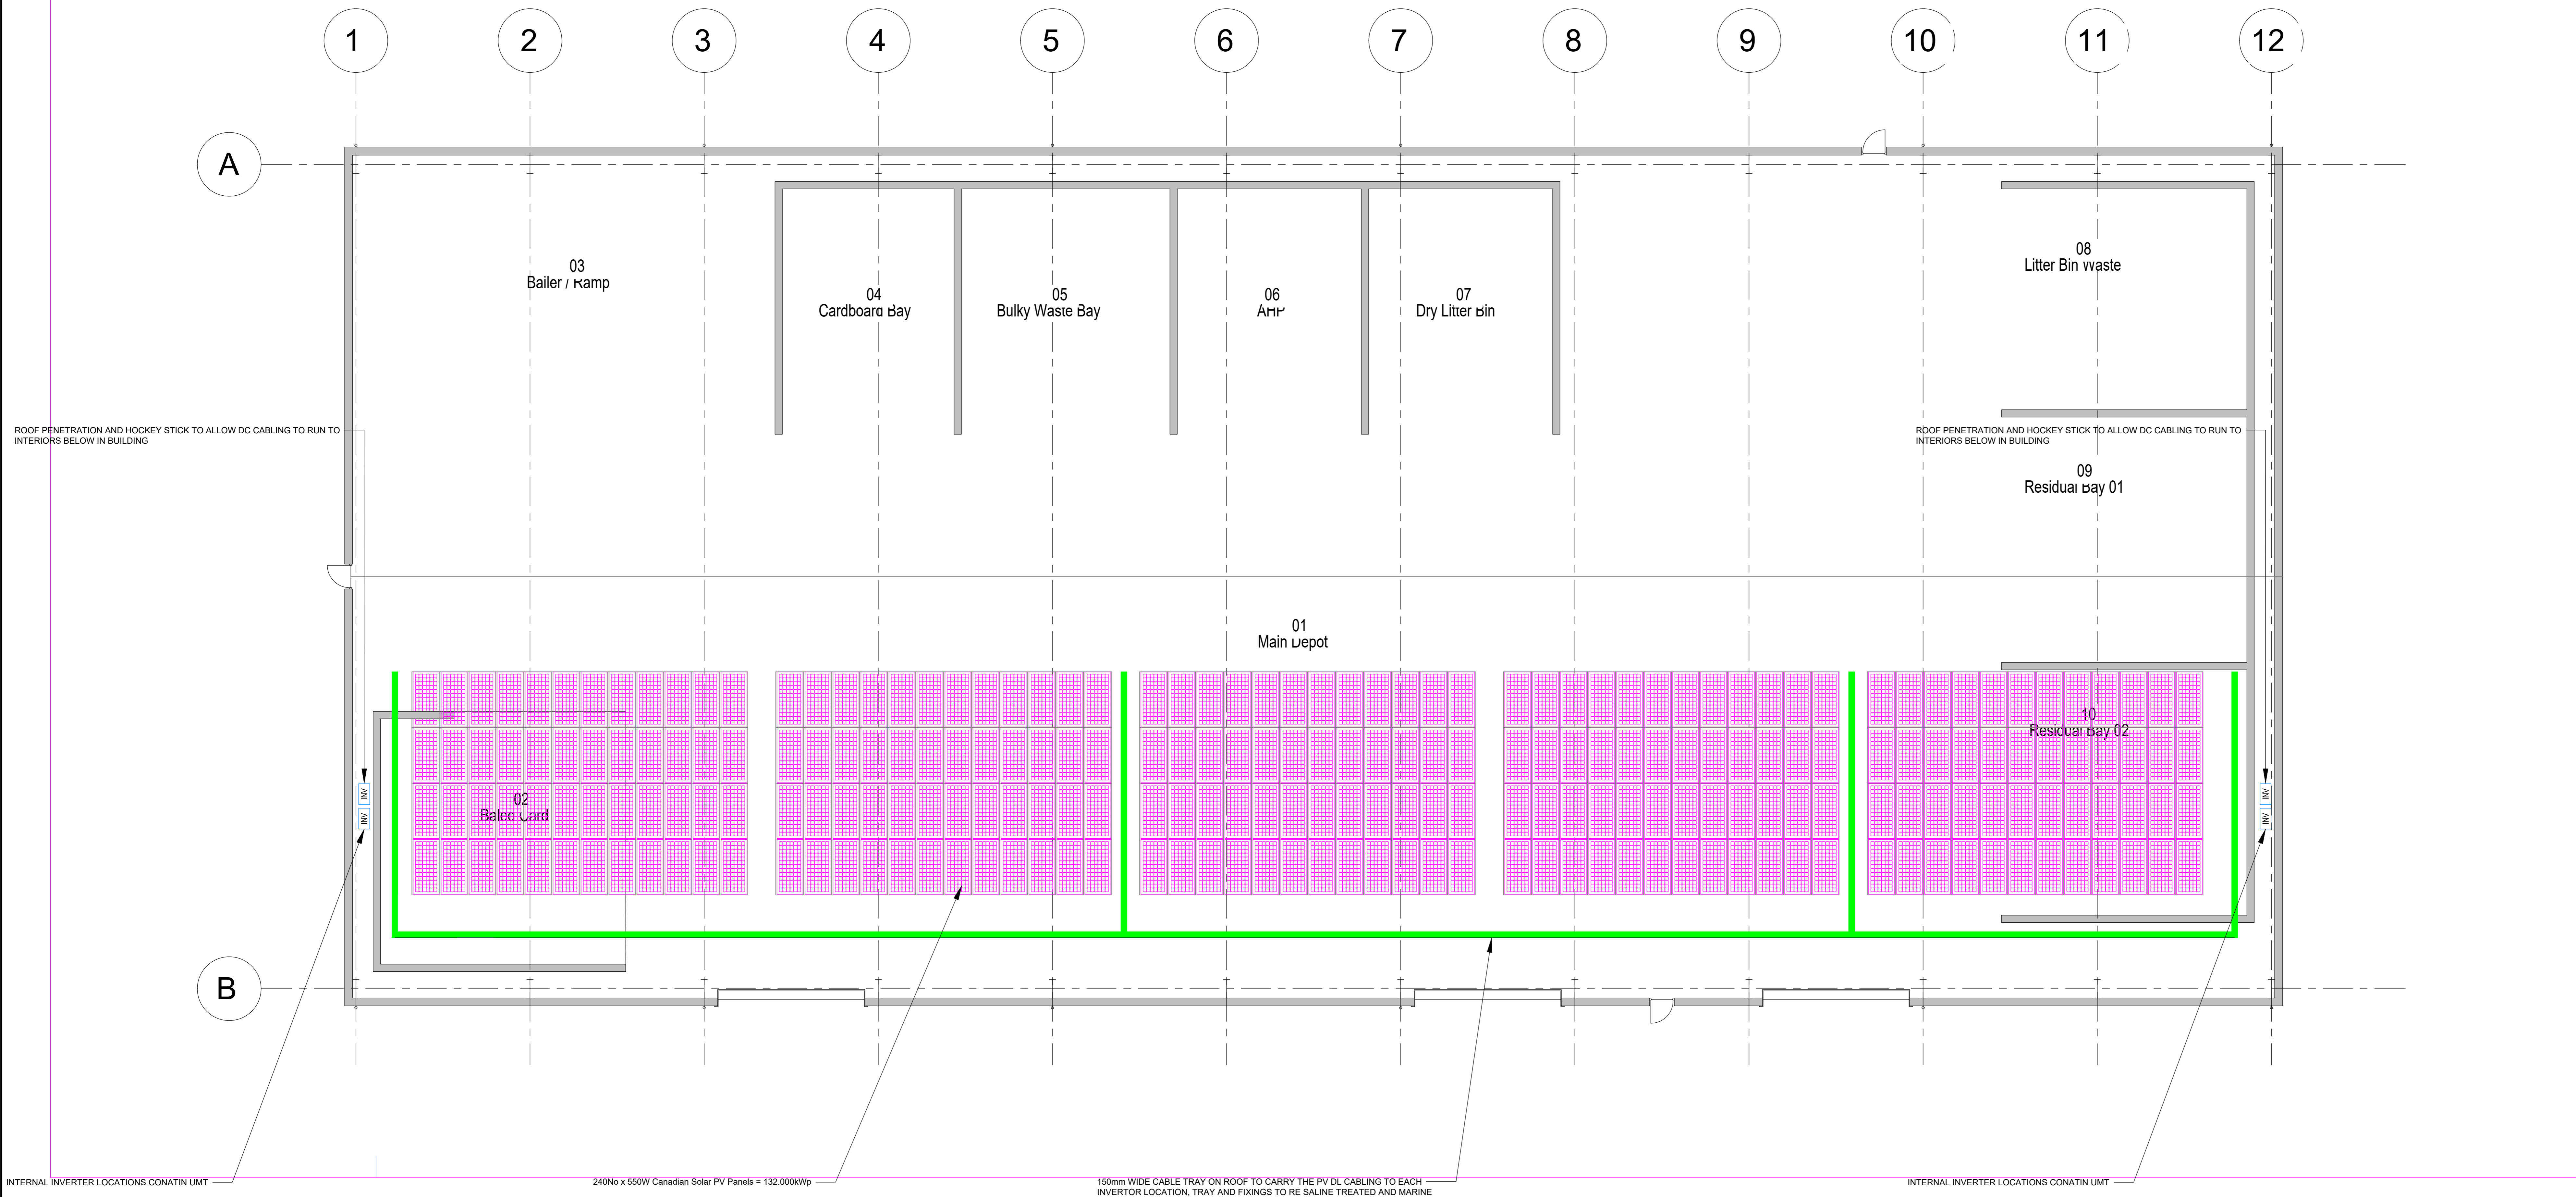 1 2 3 4 5 6 7 8 9 10 11 12
A
08
Litter Bin Waste
03
Bailer / Ramp
04
Cardboard Bay
05
Bulky Waste Bay
06
AHP
07
Dry Litter Bin
ROOF PENETRATION AND HOCKEY STICK TO ALLOW DC CABLING TO RUN TO
INTERIORS BELOW IN BUILDING
ROOF PENETRATION AND HOCKEY STICK TO ALLOW DC CABLING TO RUN TO
INTERIORS BELOW IN BUILDING
09
Residual Bay 01
01
Main Depot
10
Residual Bay 02
02
Baled Card
INV
INV
INV
INV
B
INTERNAL INVERTER LOCATIONS CONATIN UMT
240No x 550W Canadian Solar PV Panels = 132.000kWp
150mm WIDE CABLE TRAY ON ROOF TO CARRY THE PV DL CABLING TO EACH
INVERTOR LOCATION, TRAY AND FIXINGS TO RE SALINE TREATED AND MARINE
INTERNAL INVERTER LOCATIONS CONATIN UMT